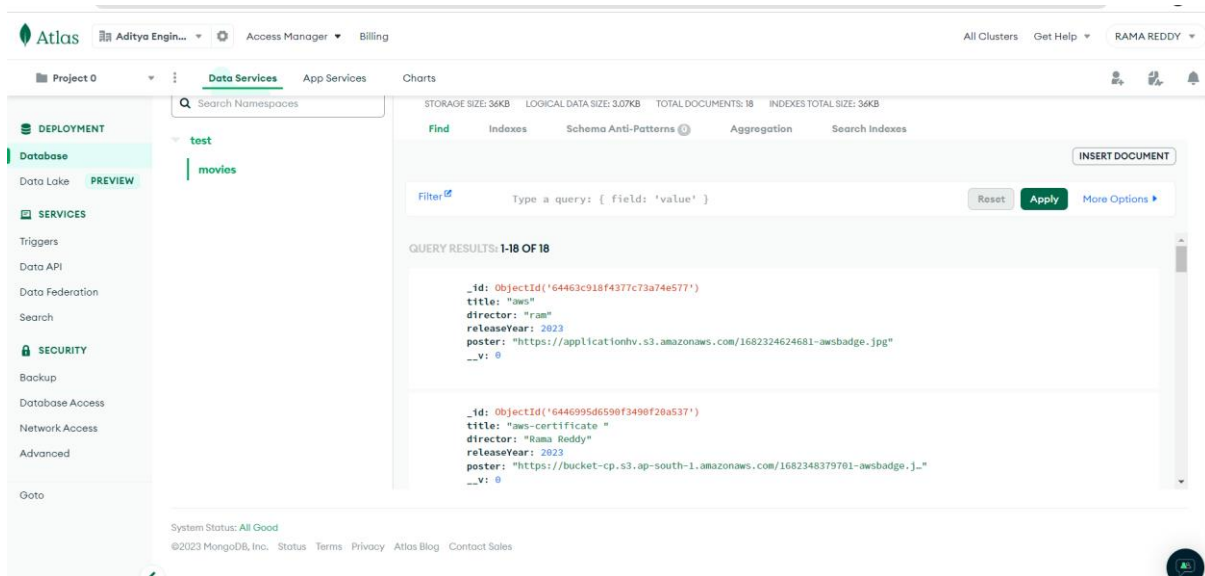 Atlas Aditya Engin... Access Manager Billing All Clusters Get Help RAMA REDDY
Project 0 Data Services App Services Charts
DEPLOYMENT
Database
Data Lake PREVIEW
SERVICES
Triggers
Data API
Data Federation
Search
SECURITY
Backup
Database Access
Network Access
Advanced
Goto
Search Namespaces
test
movies
STORAGE SIZE: 36KB LOGICAL DATA SIZE: 3.07KB TOTAL DOCUMENTS: 18 INDEXES TOTAL SIZE: 36KB
Find Indexes Schema Anti-Patterns 0 Aggregation Search Indexes
INSERT DOCUMENT
Filter Type a query: { field: 'value' } Reset Apply More Options
QUERY RESULTS: 1-18 OF 18
_id: ObjectId('64463c918f4377c73a74e577')
title: "aws"
director: "ram"
releaseYear: 2023
poster: "https://applicationhv.s3.amazonaws.com/1682324624681-awsbadge.jpg"
__v: 0
_id: ObjectId('6446995d6590f3490f20a537')
title: "aws-certificate "
director: "Rama Reddy"
releaseYear: 2023
poster: "https://bucket-cp.s3.ap-south-1.amazonaws.com/1682348379701-awsbadge.j…"
__v: 0
System Status: All Good
©2023 MongoDB, Inc. Status Terms Privacy Atlas Blog Contact Sales